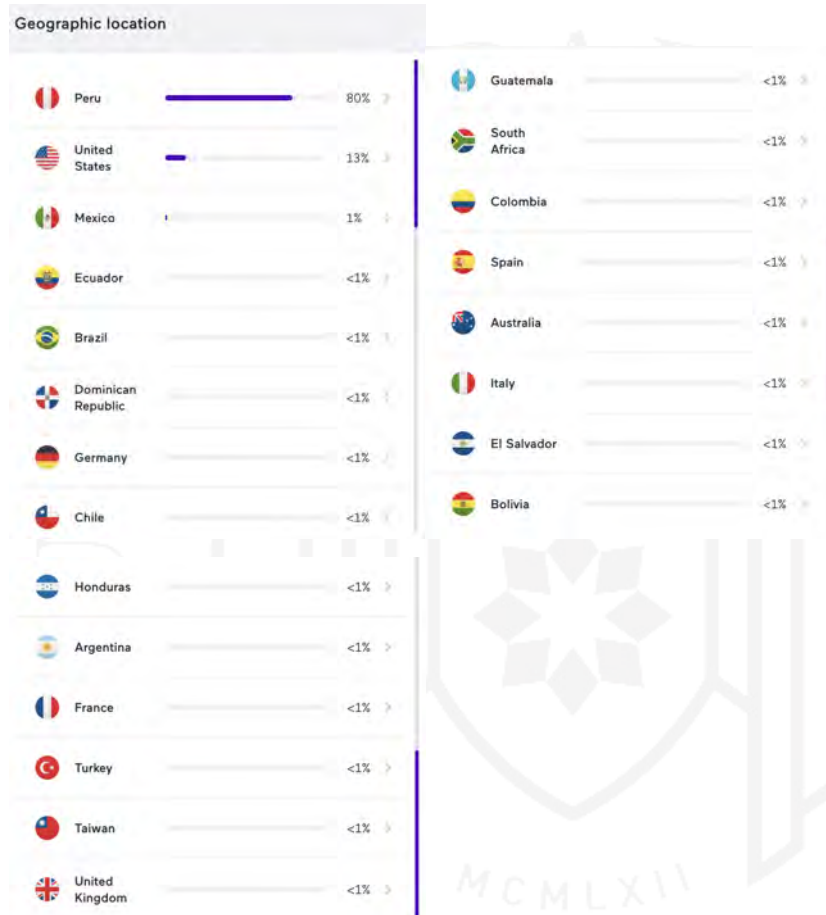 Geographic location
Peru 80%
United
States 13%
Mexico 1%
Ecuador <1%
Brazil <1%
Dominican
Republic <1%
Germany <1%
Chile <1%
Guatemala <1%
South
Africa <1%
Colombia <1%
Spain <1%
Australia <1%
Italy <1%
El Salvador <1%
Bolivia <1%
Honduras <1%
Argentina <1%
France <1%
Turkey <1%
Taiwan <1%
United
Kingdom <1%
MCMLXII